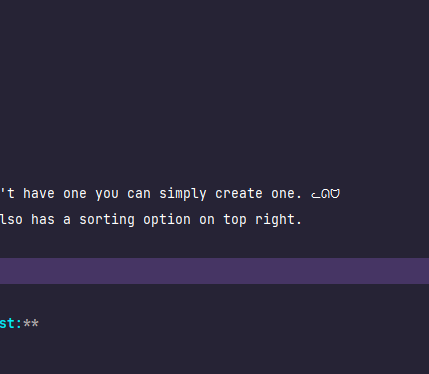 't have one you can simply create one. ᓚᘏᗢ
lso has a sorting option on top right.
st:**